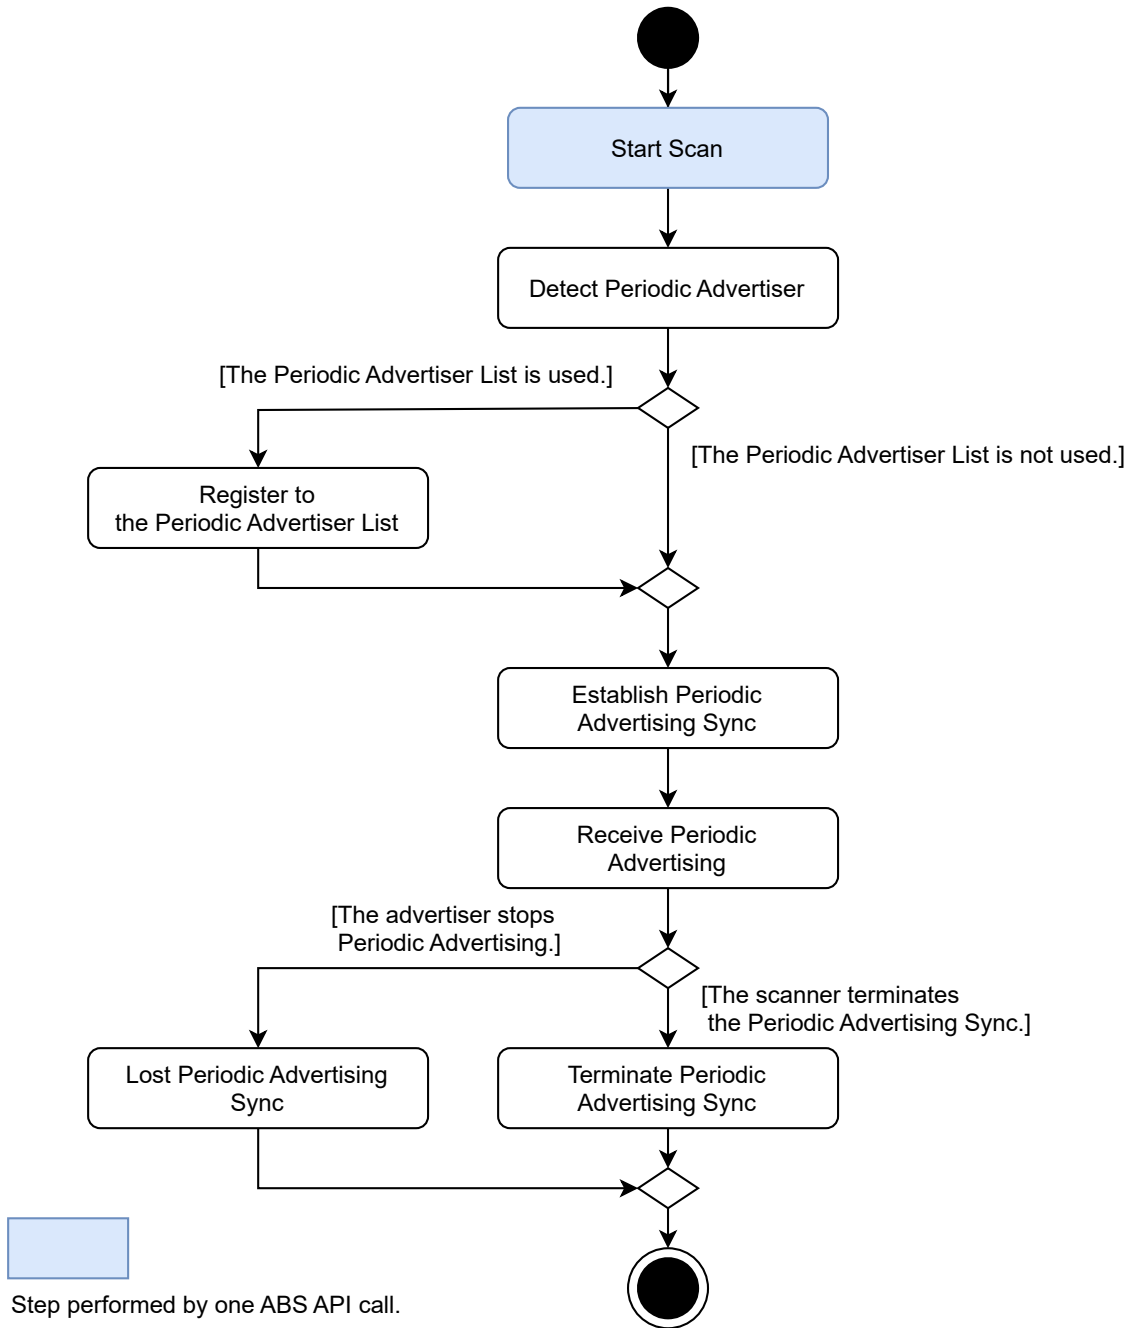 Start Scan
Detect Periodic Advertiser
[The Periodic Advertiser List is used.]
[The Periodic Advertiser List is not used.]
Register to
the Periodic Advertiser List
Establish Periodic
Advertising Sync
Receive Periodic
Advertising
[The advertiser stops
Periodic Advertising.]
[The scanner terminates
the Periodic Advertising Sync.]
Lost Periodic Advertising
Sync
Terminate Periodic
Advertising Sync
Step performed by one ABS API call.